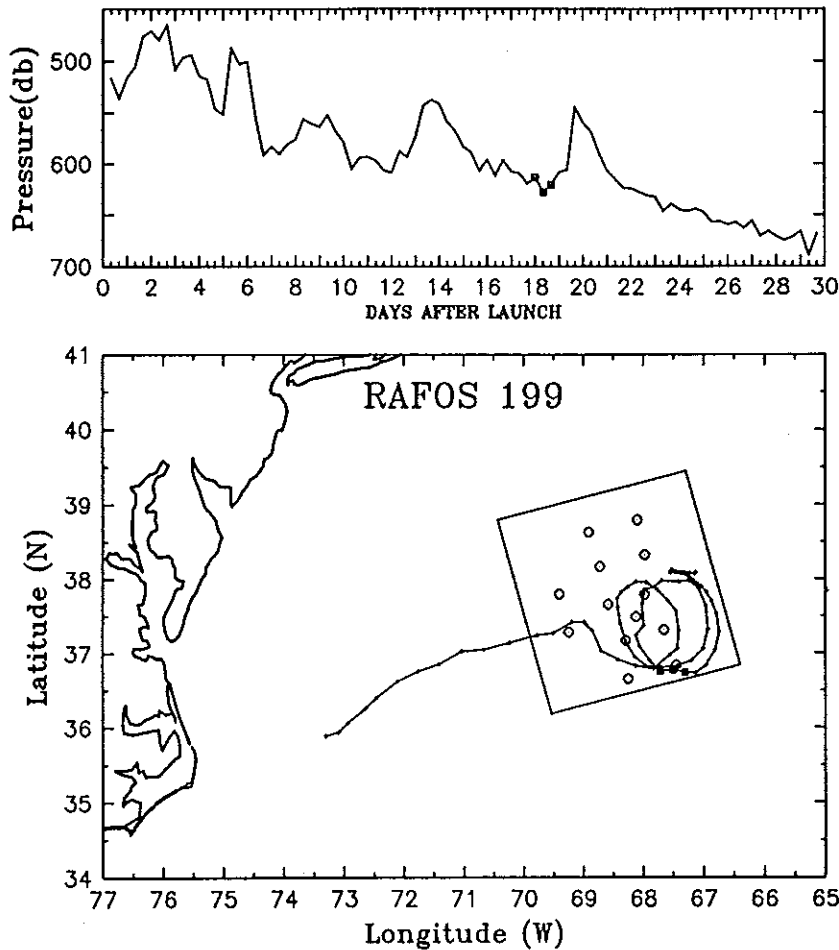 500
600
700
Pressure(db)
0 2 4 6 8 10 12 14 16 18 20 22 24 26 28 30
DAYS AFTER LAUNCH
RAFOS 199
41
40
39
38
37
36
35
34
Latitude (N)
77 76 75 74 73 72 71 70 69 68 67 66 65
Longitude (W)